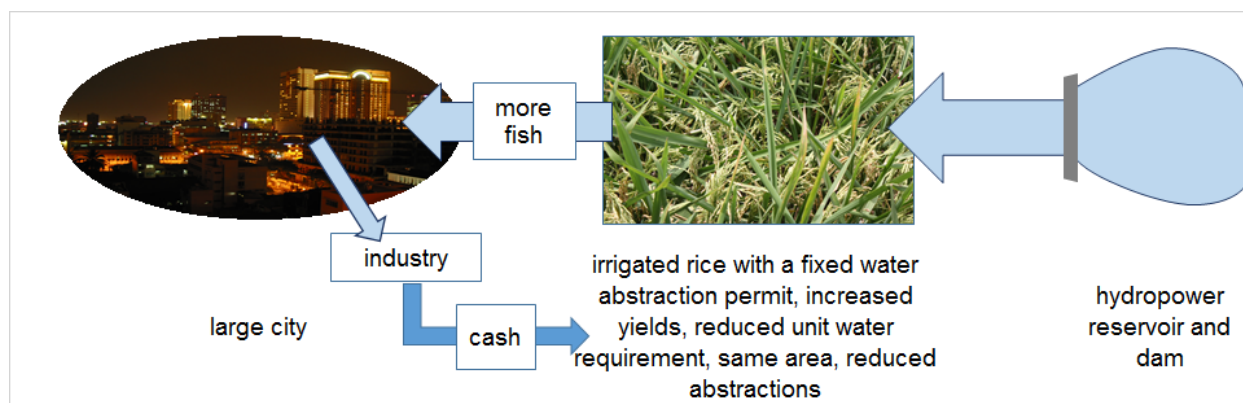 more
fish
industry
large city
cash
irrigated rice with a fixed water
abstraction permit, increased
yields, reduced unit water
requirement, same area, reduced
abstractions
hydropower
reservoir and
dam